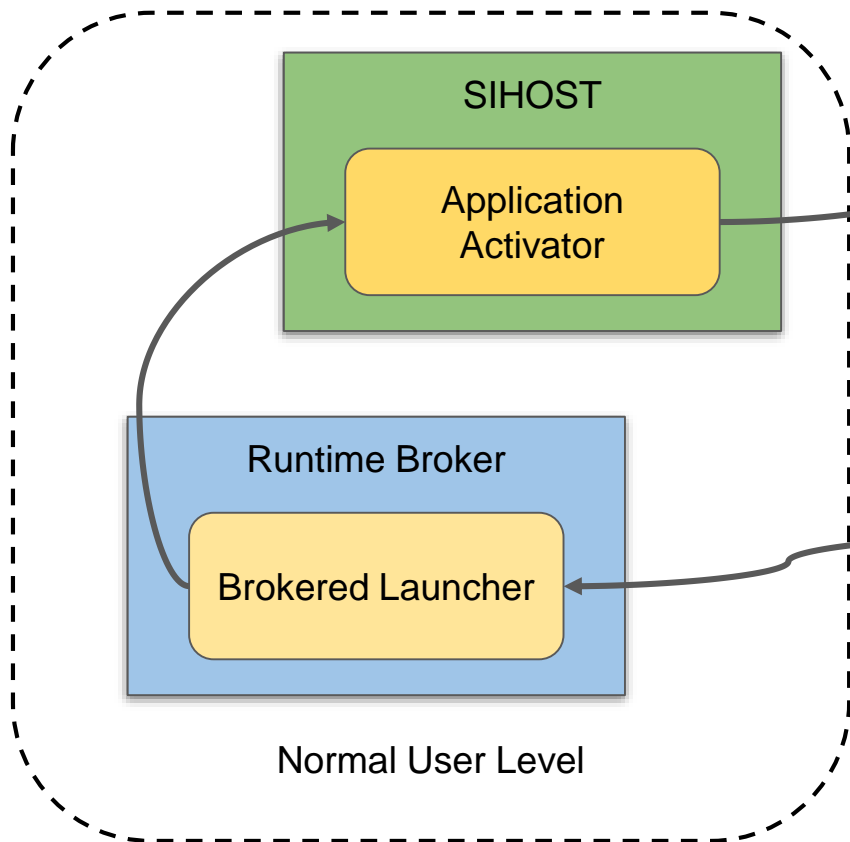 SIHOST
Application
Activator
Runtime Broker
Brokered Launcher
Normal User Level